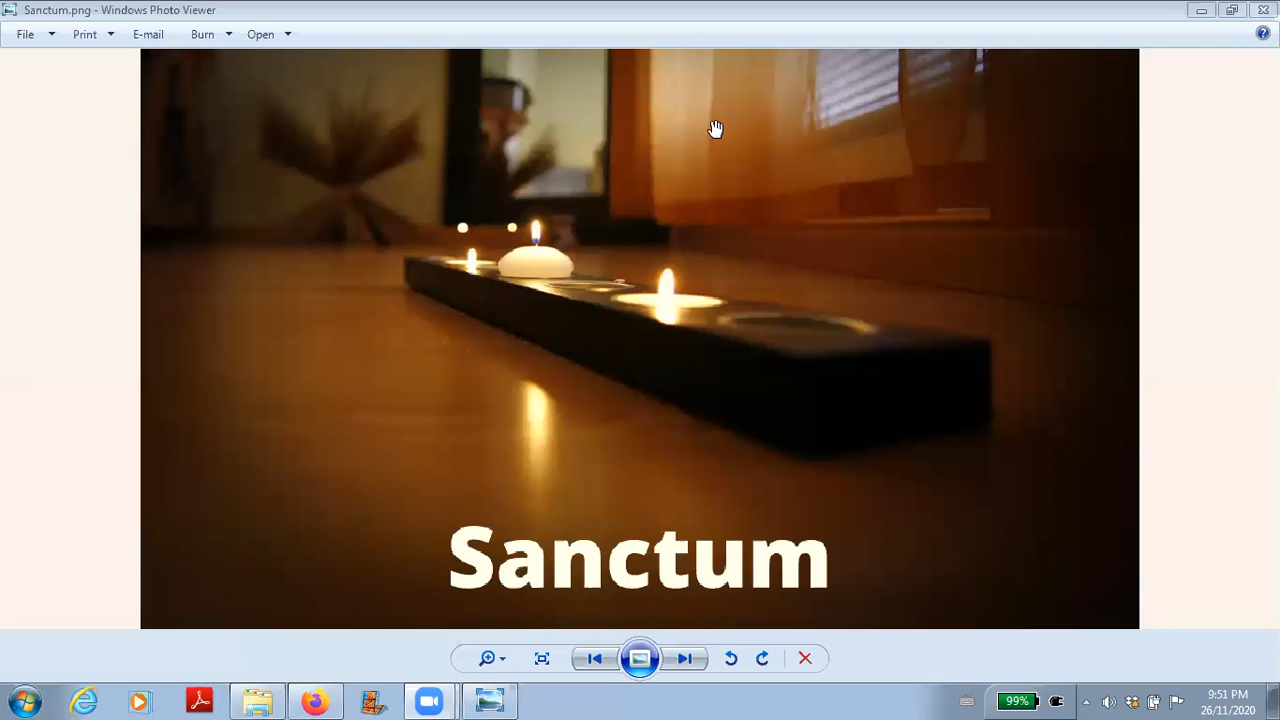 Sanctum.png - Windows Photo Viewer
File Print E-mail Burn Open
Sanctum
99%
9:51 PM
26/11/2020